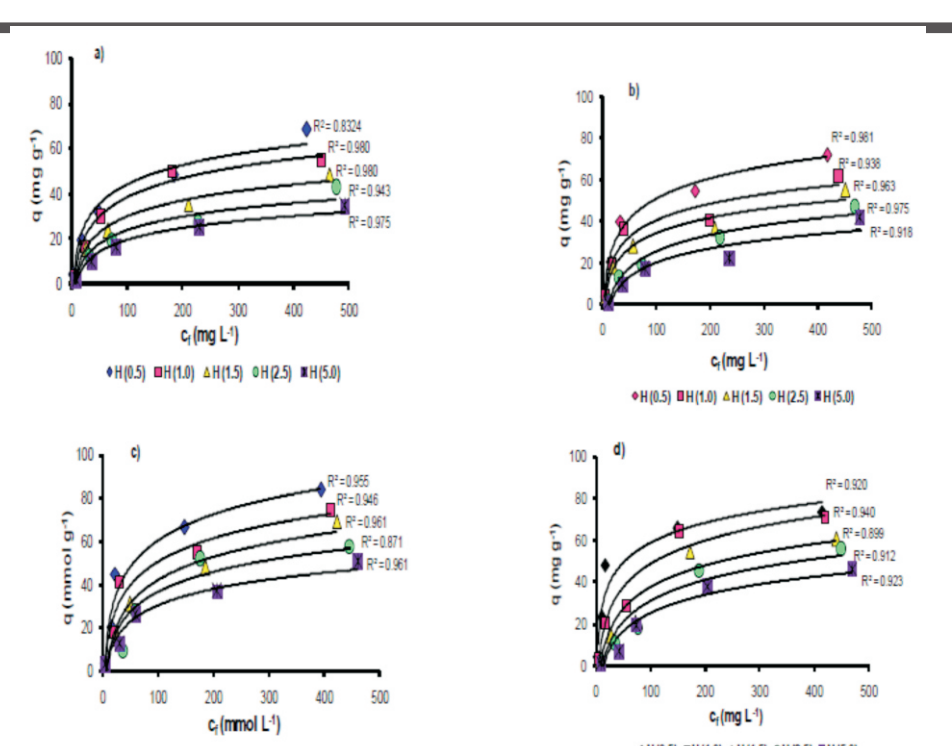 a)
100
80
60
40
20
0
q (mg g⁻¹)
R² = 0.8324
R² = 0.980
R² = 0.980
R² = 0.943
R² = 0.975
0 100 200 300 400 500
cf (mg L⁻¹)
H (0.5) H (1.0) H (1.5) H (2.5) H (5.0)
b)
100
80
60
40
20
0
q (mg g⁻¹)
R² = 0.981
R² = 0.938
R² = 0.963
R² = 0.975
R² = 0.918
0 100 200 300 400 500
cf (mg L⁻¹)
H (0.5) H (1.0) H (1.5) H (2.5) H (5.0)
c)
100
80
60
40
20
0
q (mmol g⁻¹)
R² = 0.955
R² = 0.946
R² = 0.961
R² = 0.871
R² = 0.961
0 100 200 300 400 500
cf (mmol L⁻¹)
d)
100
80
60
40
20
0
q (mg g⁻¹)
R² = 0.920
R² = 0.940
R² = 0.899
R² = 0.912
R² = 0.923
0 100 200 300 400 500
cf (mg L⁻¹)